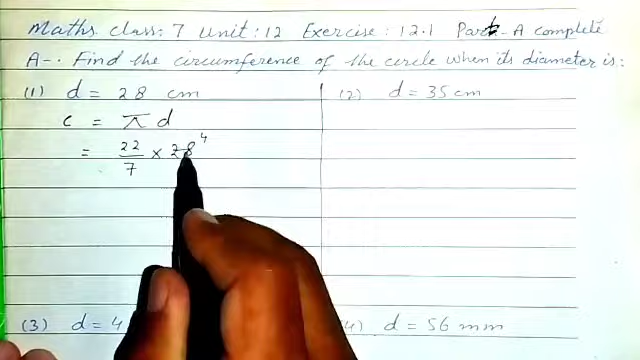 Maths class: 7 Unit: 12 Exercise: 12.1 Part-A complete
A-. Find the circumference of the circle when its diameter is:
(1) d = 28 cm
(2) d = 35 cm
c = π d
= 22/7 × 28 4
(3) d = 4
(4) d = 56 mm